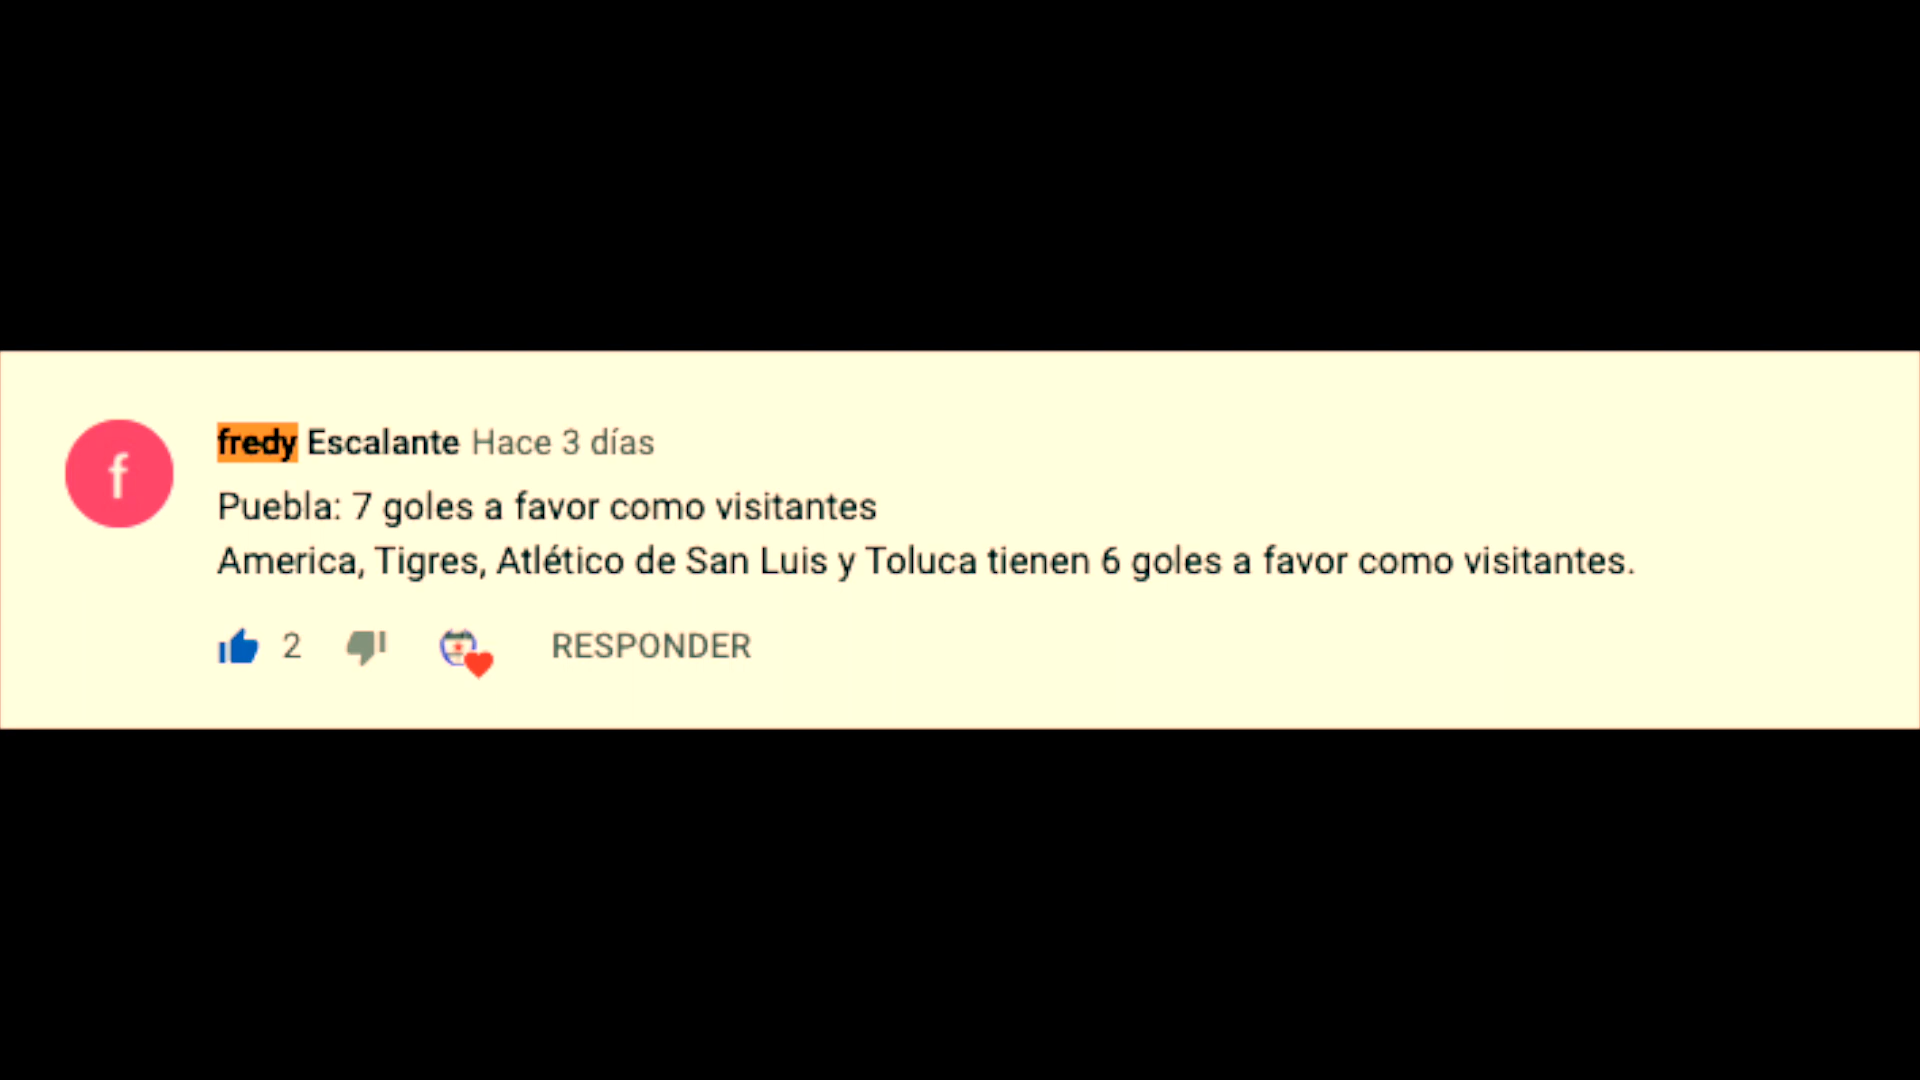 f
fredy Escalante Hace 3 días
Puebla: 7 goles a favor como visitantes
America, Tigres, Atlético de San Luis y Toluca tienen 6 goles a favor como visitantes.
2 RESPONDER